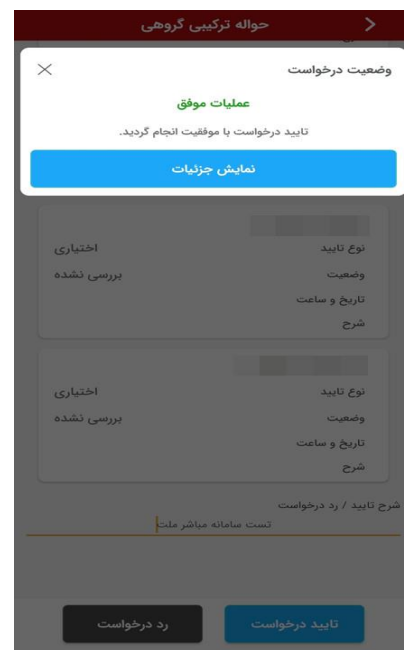 حواله ترکیبی گروهی
وضعیت درخواست
عملیات موفق
تایید درخواست با موفقیت انجام گردید.
نمایش جزئیات
نوع تایید اختیاری
وضعیت بررسی نشده
تاریخ و ساعت
شرح
نوع تایید اختیاری
وضعیت بررسی نشده
تاریخ و ساعت
شرح
شرح تایید / رد درخواست
تست سامانه مباشر ملت
تایید درخواست رد درخواست